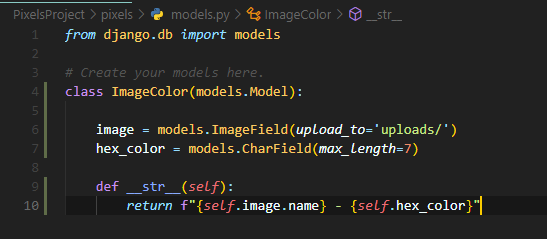 PixelsProject > pixels > models.py > ImageColor > __str__
1 from django.db import models
2
3 # Create your models here.
4 class ImageColor(models.Model):
5
6 image = models.ImageField(upload_to='uploads/')
7 hex_color = models.CharField(max_length=7)
8
9 def __str__(self):
10 return f"{self.image.name} - {self.hex_color}"